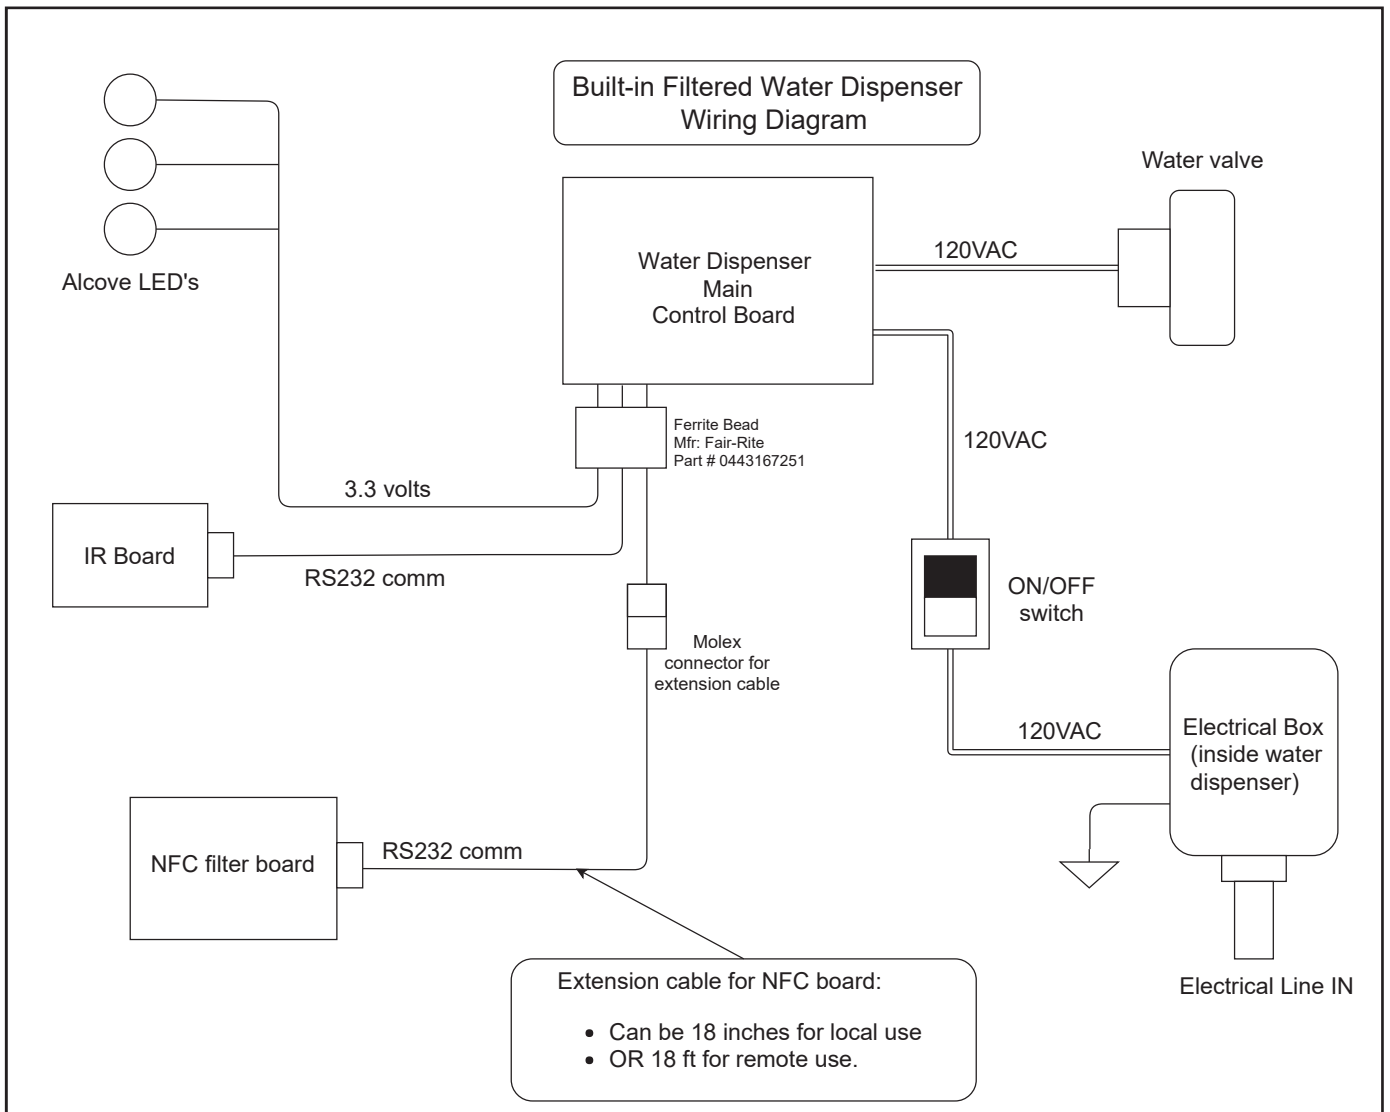 Built-in Filtered Water Dispenser
Wiring Diagram
Water valve
120VAC
Water Dispenser
Main
Control Board
Alcove LED's
Ferrite Bead
Mfr: Fair-Rite
Part # 0443167251
120VAC
3.3 volts
IR Board
RS232 comm
ON/OFF
switch
Molex
connector for
extension cable
120VAC
Electrical Box
(inside water
dispenser)
NFC filter board
RS232 comm
Electrical Line IN
Extension cable for NFC board:
• Can be 18 inches for local use
• OR 18 ft for remote use.